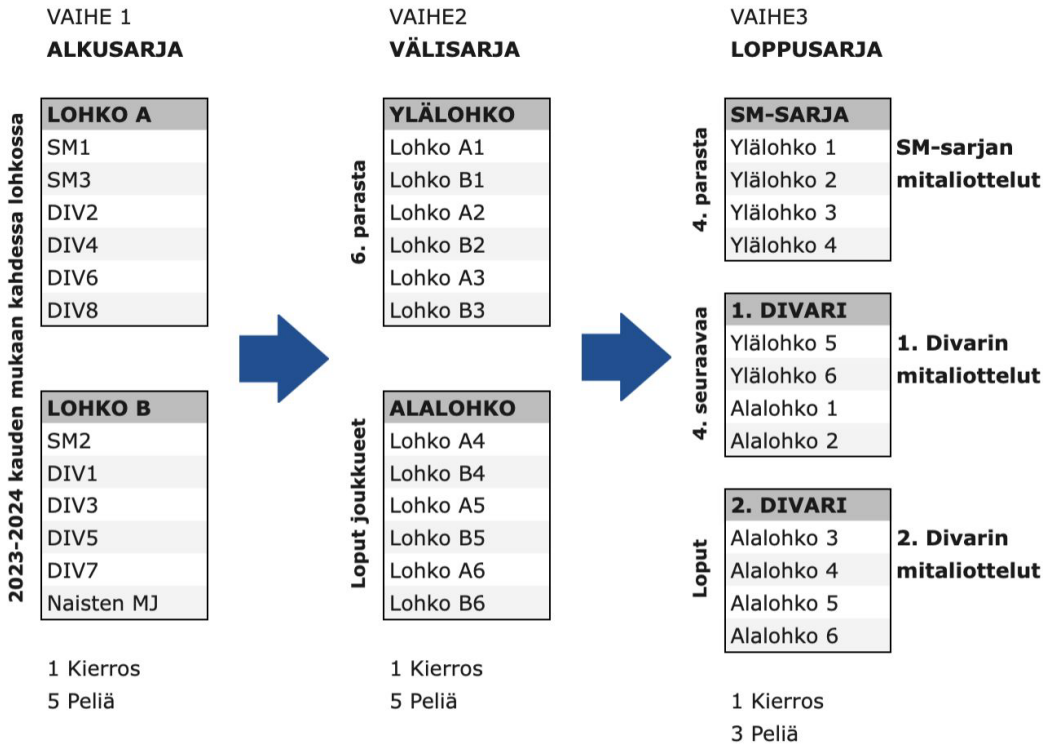 VAIHE 1
ALKUSARJA
2023-2024 kauden mukaan kahdessa lohkossa
LOHKO A
SM1
SM3
DIV2
DIV4
DIV6
DIV8
LOHKO B
SM2
DIV1
DIV3
DIV5
DIV7
Naisten MJ
1 Kierros
5 Peliä
VAIHE2
VÄLISARJA
6. parasta
YLÄLOHKO
Lohko A1
Lohko B1
Lohko A2
Lohko B2
Lohko A3
Lohko B3
Loput joukkueet
ALALOHKO
Lohko A4
Lohko B4
Lohko A5
Lohko B5
Lohko A6
Lohko B6
1 Kierros
5 Peliä
VAIHE3
LOPPUSARJA
4. parasta
SM-SARJA
Ylälohko 1
Ylälohko 2
Ylälohko 3
Ylälohko 4
SM-sarjan
mitaliottelut
4. seuraavaa
1. DIVARI
Ylälohko 5
Ylälohko 6
Alalohko 1
Alalohko 2
1. Divarin
mitaliottelut
Loput
2. DIVARI
Alalohko 3
Alalohko 4
Alalohko 5
Alalohko 6
2. Divarin
mitaliottelut
1 Kierros
3 Peliä